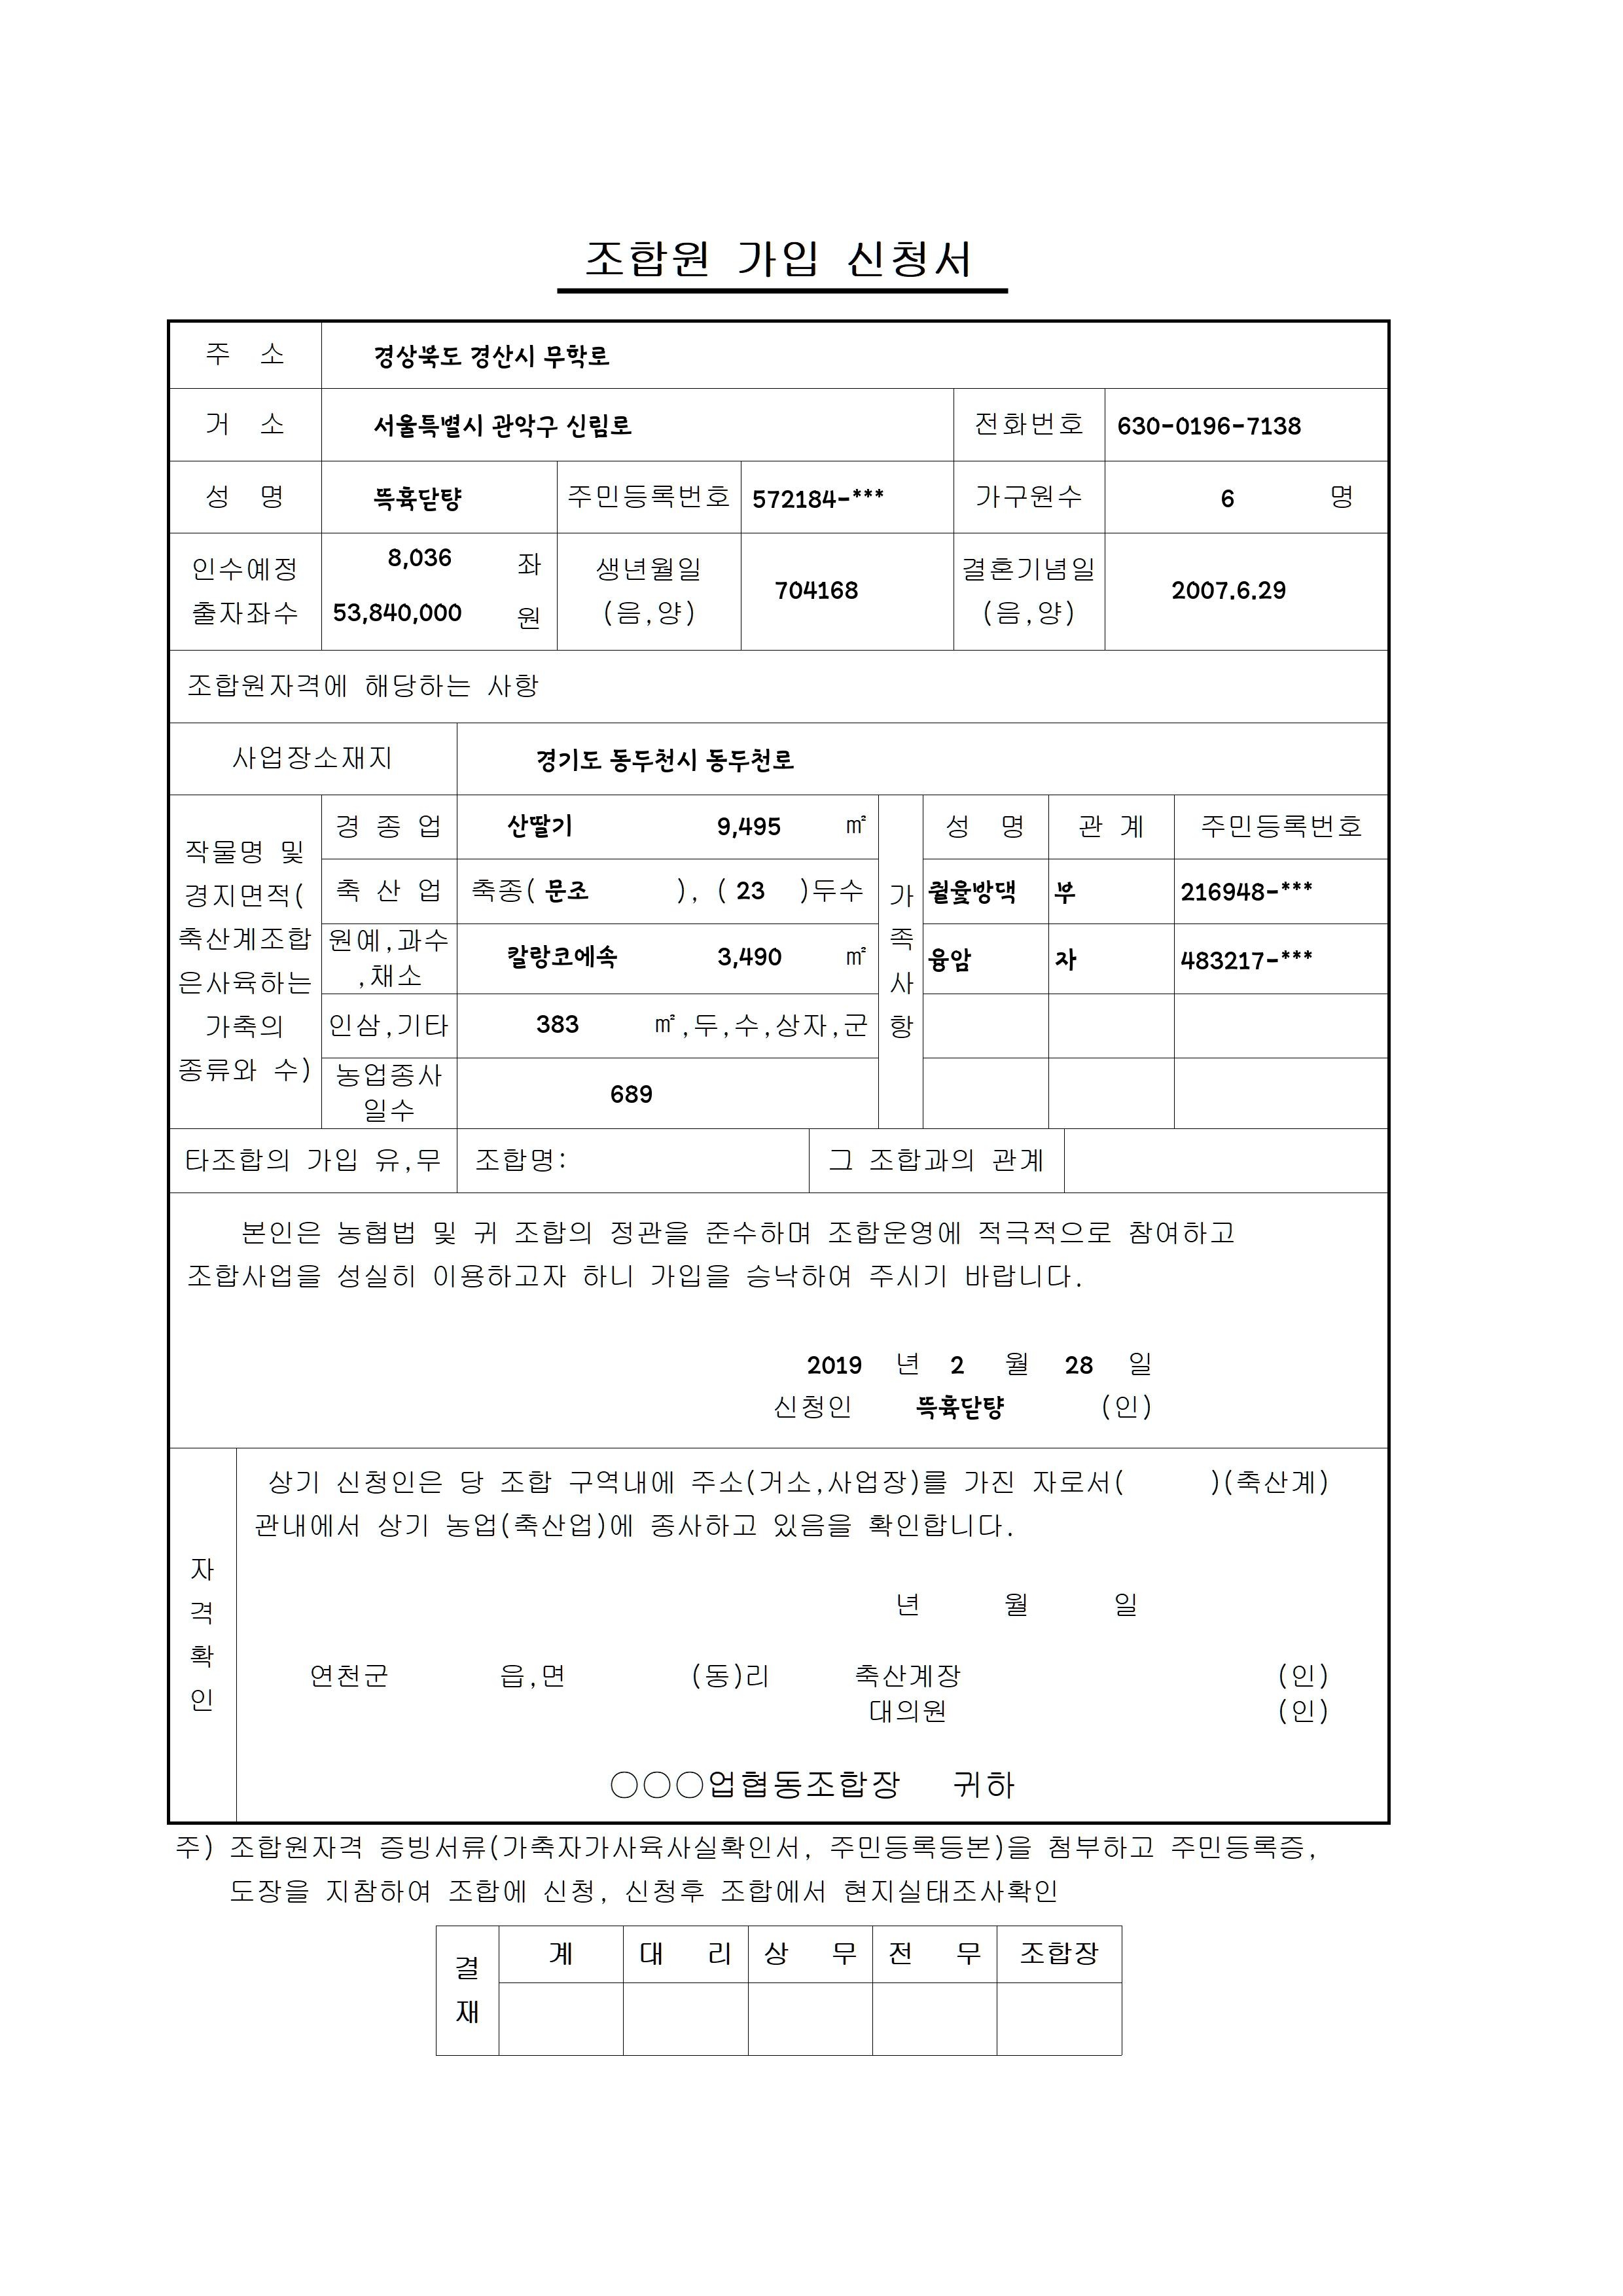 조합원 가입 신청서
주 소 경상북도 경산시 무학로
거 소 서울특별시 관악구 신림로 전화번호 630-0196-7138
성 명 뜩휵닫턍 주민등록번호 572184-*** 가구원수 6 명
인수예정 출자좌수 8,036 좌 53,840,000 원 생년월일 (음,양) 704168 결혼기념일 (음,양) 2007.6.29
조합원자격에 해당하는 사항
사업장소재지 경기도 동두천시 동두천로
작물명 및
경지면적(
축산계조합
은사육하는
가축의
종류와 수)
경 종 업 산딸기 9,495 ㎡
축 산 업 축종( 문조 ), ( 23 )두수
원예,과수
,채소 칼랑코에속 3,490 ㎡
인삼,기타 383 ㎡,두,수,상자,군
농업종사
일수 689
가
족
사
항
성 명 관 계 주민등록번호
방댁 부 216948-***
융암 자 483217-***
타조합의 가입 유,무 조합명: 그 조합과의 관계
본인은 농협법 및 귀 조합의 정관을 준수하며 조합운영에 적극적으로 참여하고
조합사업을 성실히 이용하고자 하니 가입을 승낙하여 주시기 바랍니다.
2019 년 2 월 28 일
신청인 뜩휵닫턍 (인)
자
격
확
인
상기 신청인은 당 조합 구역내에 주소(거소,사업장)를 가진 자로서( )(축산계)
관내에서 상기 농업(축산업)에 종사하고 있음을 확인합니다.
년 월 일
연천군 읍,면 (동)리 축산계장 (인)
대의원 (인)
○○○업협동조합장 귀하
주) 조합원자격 증빙서류(가축자가사육사실확인서, 주민등록등본)을 첨부하고 주민등록증,
도장을 지참하여 조합에 신청, 신청후 조합에서 현지실태조사확인
결
재
계 대 리 상 무 전 무 조합장